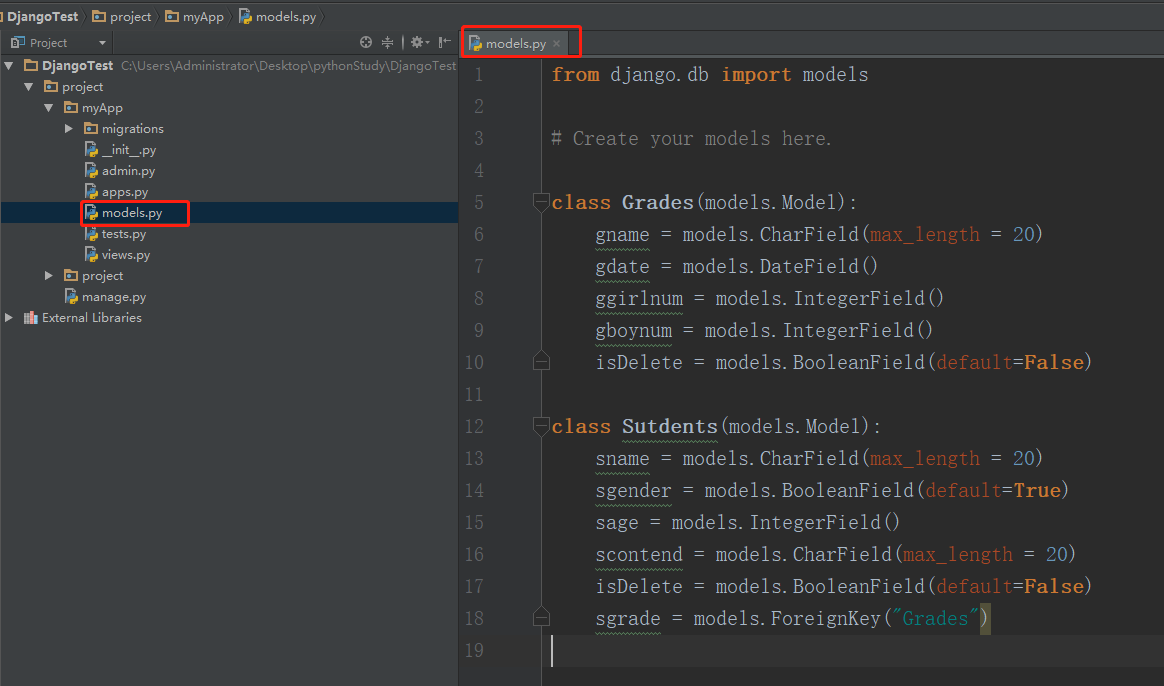 DjangoTest project myApp models.py
Project
DjangoTest C:\Users\Administrator\Desktop\pythonStudy\DjangoTest
project
myApp
migrations
__init__.py
admin.py
apps.py
models.py
tests.py
views.py
project
manage.py
External Libraries
models.py
1 from django.db import models
2
3 # Create your models here.
4
5 class Grades(models.Model):
6 gname = models.CharField(max_length = 20)
7 gdate = models.DateField()
8 ggirlnum = models.IntegerField()
9 gboynum = models.IntegerField()
10 isDelete = models.BooleanField(default=False)
11
12 class Sutdents(models.Model):
13 sname = models.CharField(max_length = 20)
14 sgender = models.BooleanField(default=True)
15 sage = models.IntegerField()
16 scontend = models.CharField(max_length = 20)
17 isDelete = models.BooleanField(default=False)
18 sgrade = models.ForeignKey("Grades")
19